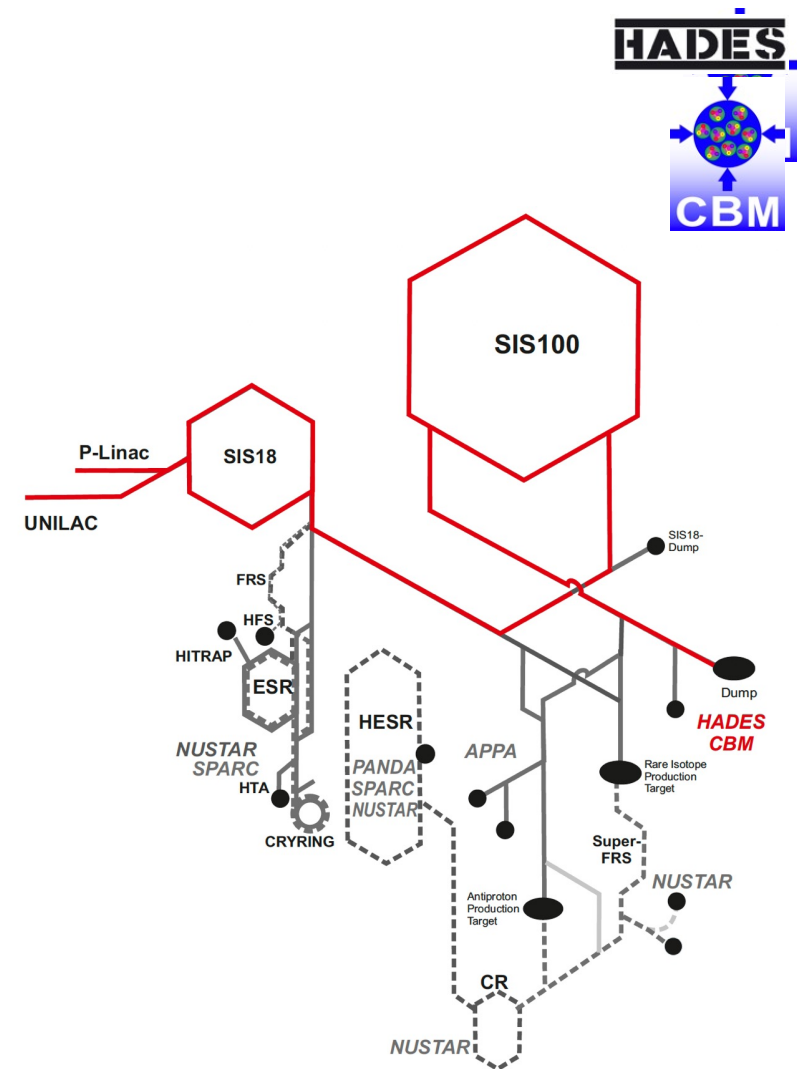 HADES
CBM
SIS100
P-Linac
SIS18
UNILAC
SIS18-
Dump
FRS
HFS
HITRAP
ESR
HESR
Dump
HADES
CBM
NUSTAR
SPARC
PANDA
SPARC
NUSTAR
APPA
Rare Isotope
Production
Target
HTA
CRYRING
Super-
FRS
NUSTAR
Antiproton
Production
Target
CR
NUSTAR